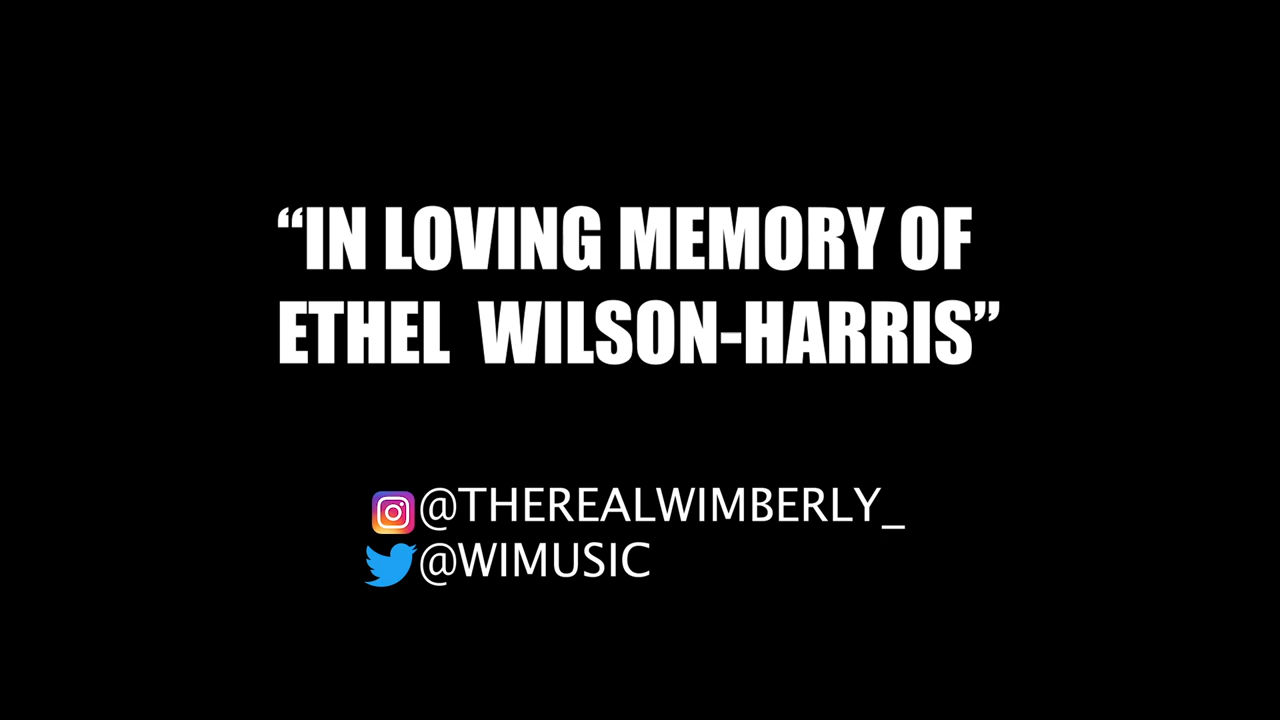 “IN LOVING MEMORY OF
ETHEL WILSON-HARRIS”
@THEREALWIMBERLY_
@WIMUSIC